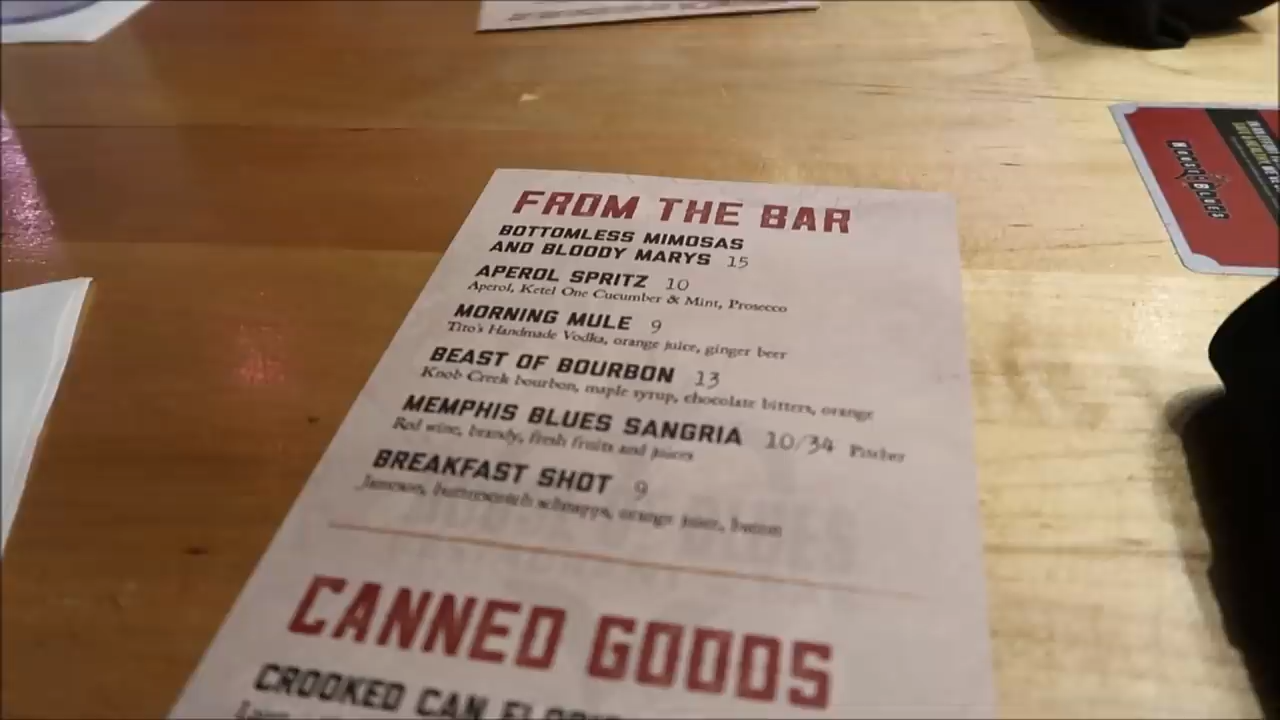 FROM THE BAR
BOTTOMLESS MIMOSAS
AND BLOODY MARYS 15
APEROL SPRITZ 10
Aperol, Ketel One Cucumber & Mint, Prosecco
MORNING MULE 9
Tito's Handmade Vodka, orange juice, ginger beer
BEAST OF BOURBON 13
Knob Creek bourbon, maple syrup, chocolate bitters, orange
MEMPHIS BLUES SANGRIA 10/34 Pitcher
Red wine, brandy, fresh fruits and juices
BREAKFAST SHOT 9
Jameson, butterscotch schnapps, orange juice, bacon
CANNED GOODS
CROOKED CAN
HOUSE OF BLUES